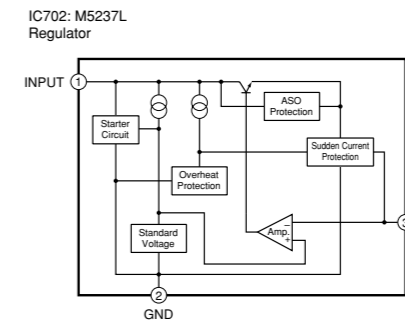 IC702: M5237L
Regulator
INPUT
1
ASO
Protection
Starter
Circuit
Sudden Current
Protection
Overheat
Protection
3
Amp.
−
+
Standard
Voltage
2
GND